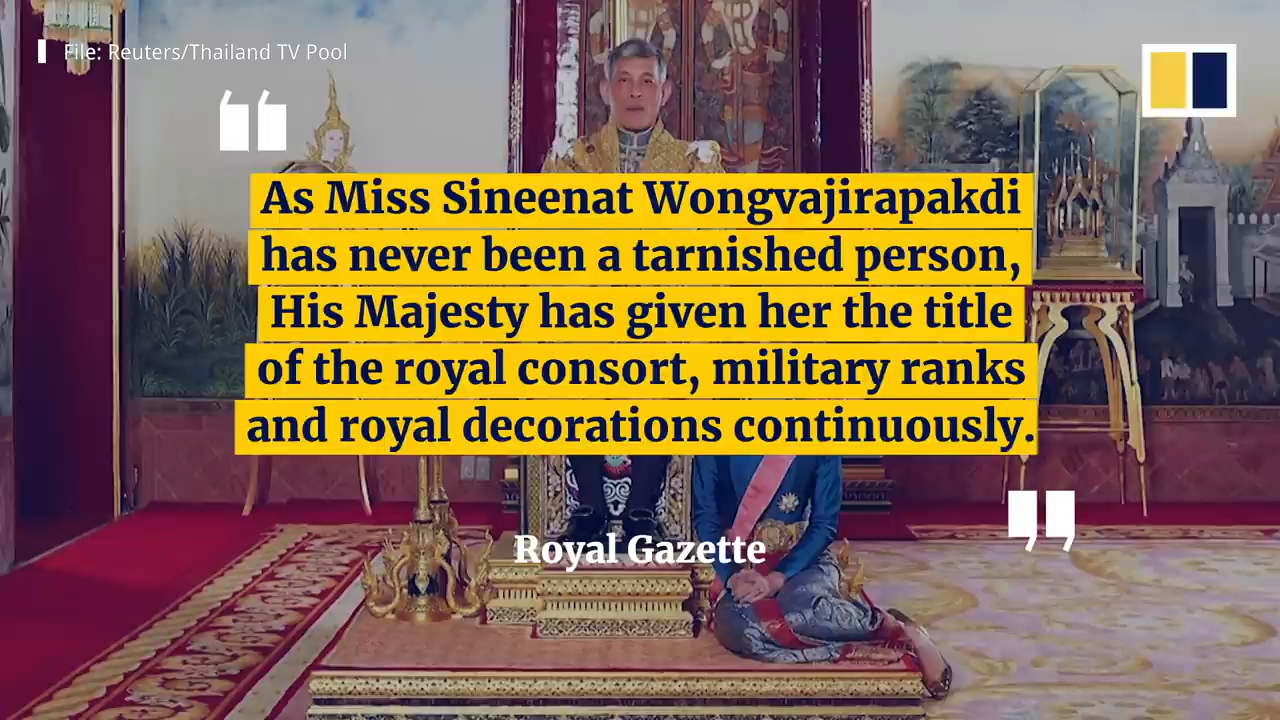 File: Reuters/Thailand TV Pool
“
As Miss Sineenat Wongvajirapakdi
has never been a tarnished person,
His Majesty has given her the title
of the royal consort, military ranks
and royal decorations continuously.
”
Royal Gazette